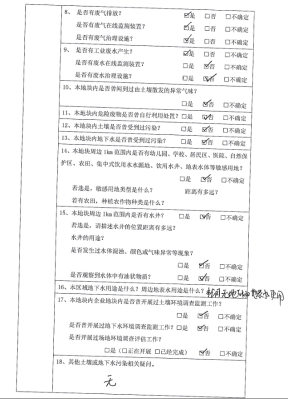 8、是否有废气排放？ ☑是 □否 □不确定
是否有废气在线监测装置？ □是 ☑否 □不确定
是否有废气治理设施？ ☑是 □否 □不确定
9、是否有工业废水产生？ ☑是 □否 □不确定
是否有废水在线监测装置？ □是 ☑否 □不确定
是否有废水治理设施？ □是 ☑否 □不确定
10、本地块内是否曾闻到过由土壤散发的异常气味？
□是 ☑否 □不确定
11、本地块内危险废物是否曾自行利用处置？ □是 ☑否 □不确定
12、本地块内土壤是否曾受到过污染？ □是 ☑否 □不确定
13、本地块内地下水是否曾受到过污染？ □是 ☑否 □不确定
14、本地块周边 1km 范围内是否有幼儿园、学校、居民区、医院、自然保
护区、农田、集中式饮用水水源地、饮用水井、地表水体等敏感用地？
□是 ☑否 □不确定
若选是，敏感用地类型是什么？ 距离有多远？
若有农田，种植农作物种类是什么？
15、本地块周边 1km 范围内是否有水井？ □是 ☑否 □不确定
若选是，请描述水井的位置距离有多远？
水井的用途？
是否发生过水体混浊、颜色或气味异常等现象？
□是 ☑否 □不确定
是否观察到水体中有油状物质？ □是 ☑否 □不确定
16、本区域地下水用途是什么？周边地表水用途是什么？
17、本地块内企业地块内是否曾开展过土壤环境调查监测工作？
□是 ☑否 □不确定
是否曾开展过地下水环境调查监测工作？ □是 ☑否 □不确定
是否开展过场地环境调查评估工作？
□是（□正在开展 □已经完成） ☑否 □不确定
18、其他土壤或地下水污染相关疑问。
无